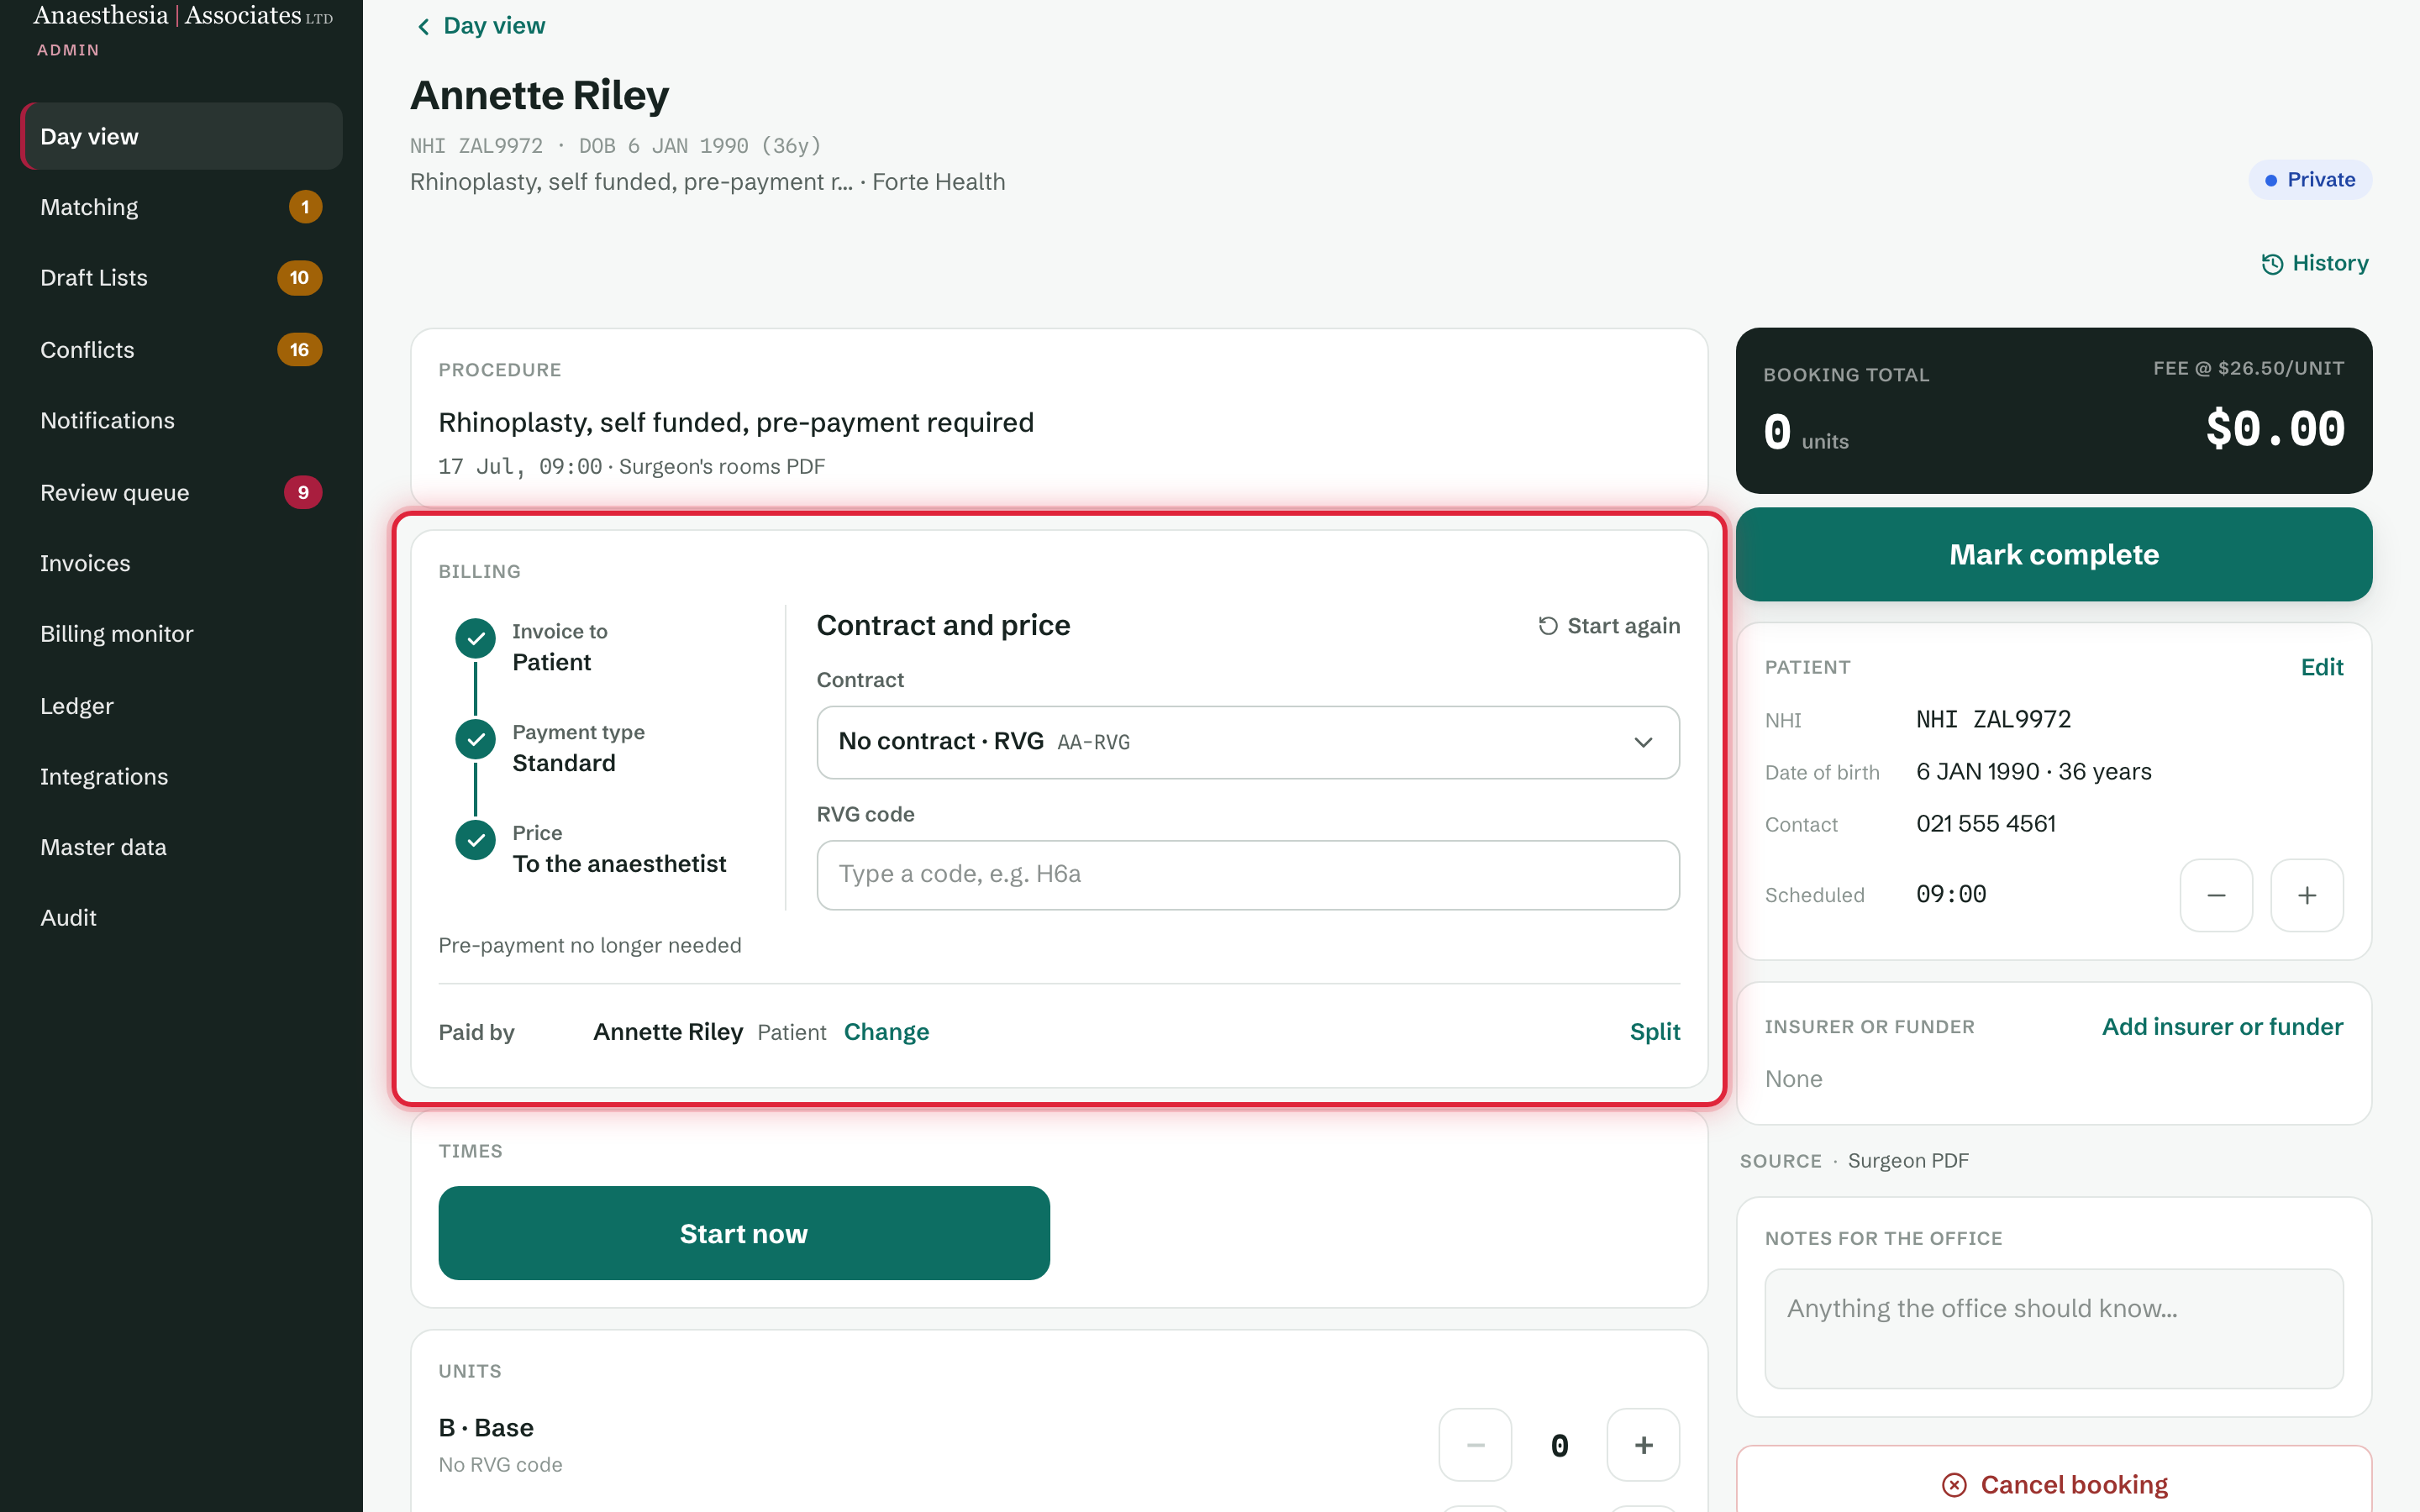 Anaesthesia | Associates LTD
ADMIN
Day view
Matching 1
Draft Lists 10
Conflicts 16
Notifications
Review queue 9
Invoices
Billing monitor
Ledger
Integrations
Master data
Audit
Day view
Annette Riley
NHI ZAL9972 · DOB 6 JAN 1990 (36y)
Rhinoplasty, self funded, pre-payment r... · Forte Health
Private
History
PROCEDURE
Rhinoplasty, self funded, pre-payment required
17 Jul, 09:00 · Surgeon's rooms PDF
BILLING
Invoice to
Patient
Payment type
Standard
Price
To the anaesthetist
Contract and price
Start again
Contract
No contract · RVG AA-RVG
RVG code
Type a code, e.g. H6a
Pre-payment no longer needed
Paid by Annette Riley Patient Change Split
TIMES
Start now
UNITS
B · Base
No RVG code
0
BOOKING TOTAL
FEE @ $26.50/UNIT
0 units
$0.00
Mark complete
PATIENT Edit
NHI NHI ZAL9972
Date of birth 6 JAN 1990 · 36 years
Contact 021 555 4561
Scheduled 09:00
INSURER OR FUNDER Add insurer or funder
None
SOURCE · Surgeon PDF
NOTES FOR THE OFFICE
Anything the office should know...
Cancel booking